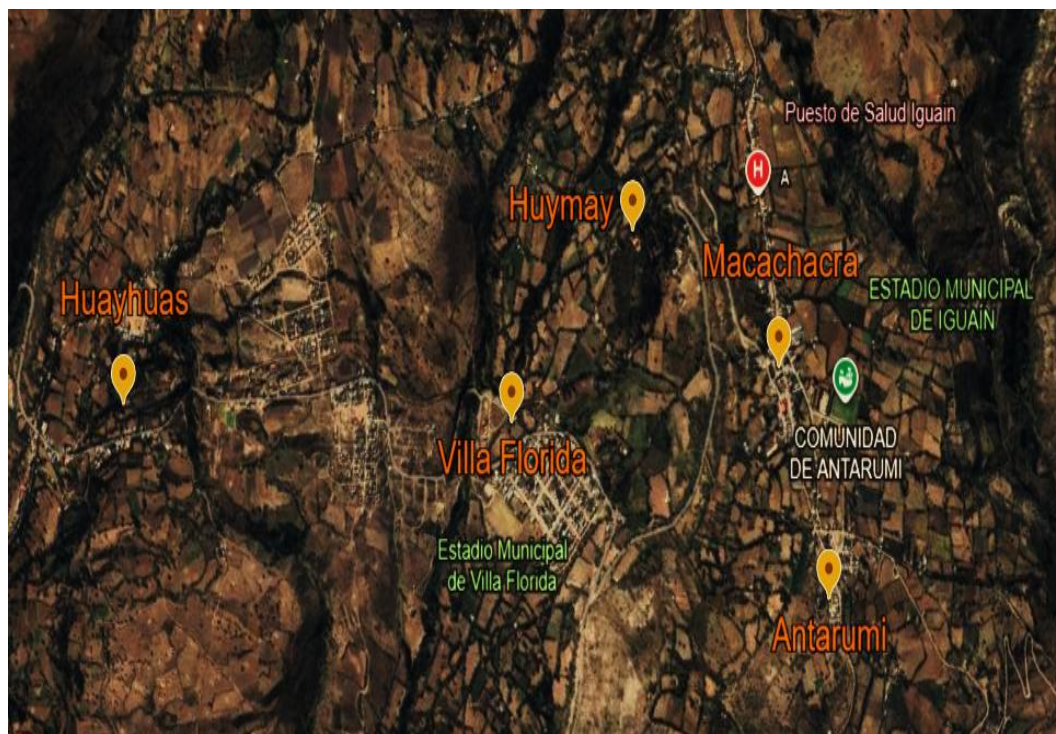 Puesto de Salud Iguain
H
A
Huymay
Macachacra
Huayhuas
ESTADIO MUNICIPAL
DE IGUAÍN
Villa Florida
COMUNIDAD
DE ANTARUMI
Estadio Municipal
de Villa Florida
Antarumi